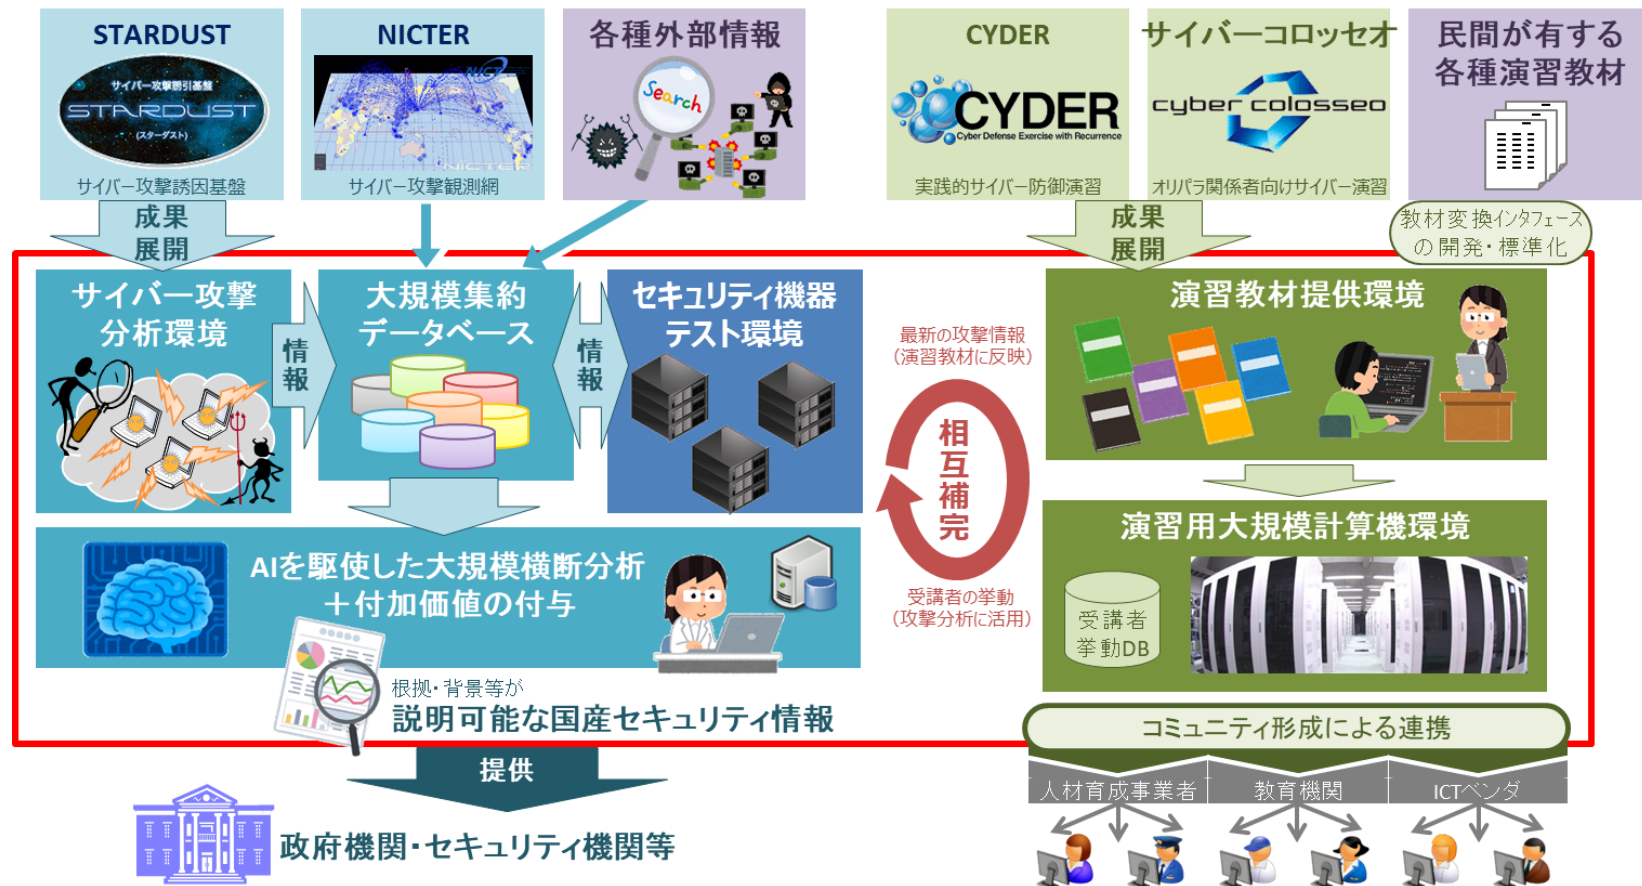 STARDUST
サイバー攻撃誘引基盤
STARDUST
(スターダスト)
サイバー攻撃誘因基盤
NICTER
NICT
NICTER
サイバー攻撃観測網
各種外部情報
Search
CYDER
CYDER
Cyber Defense Exercise with Recurrence
実践的サイバー防御演習
サイバーコロッセオ
cyber colosseo
オリパラ関係者向けサイバー演習
民間が有する
各種演習教材
成果
展開
成果
展開
教材変換インタフェース
の開発・標準化
サイバー攻撃
分析環境
情報
大規模集約
データベース
情報
セキュリティ機器
テスト環境
最新の攻撃情報
(演習教材に反映)
相互補完
受講者の挙動
(攻撃分析に活用)
演習教材提供環境
演習用大規模計算機環境
受講者
挙動DB
AIを駆使した大規模横断分析
+付加価値の付与
根拠・背景等が
説明可能な国産セキュリティ情報
提供
政府機関・セキュリティ機関等
コミュニティ形成による連携
人材育成事業者
教育機関
ICTベンダ